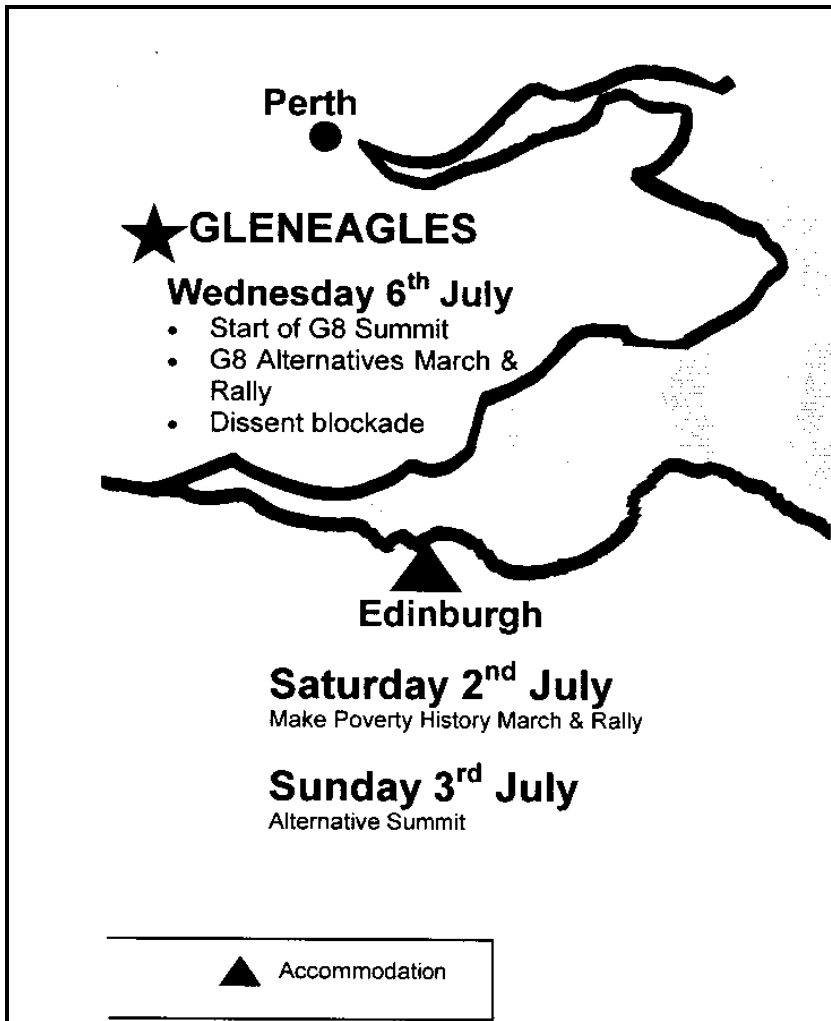 Perth
GLENEAGLES
Wednesday 6th July
• Start of G8 Summit
• G8 Alternatives March &
Rally
• Dissent blockade
Edinburgh
Saturday 2nd July
Make Poverty History March & Rally
Sunday 3rd July
Alternative Summit
Accommodation